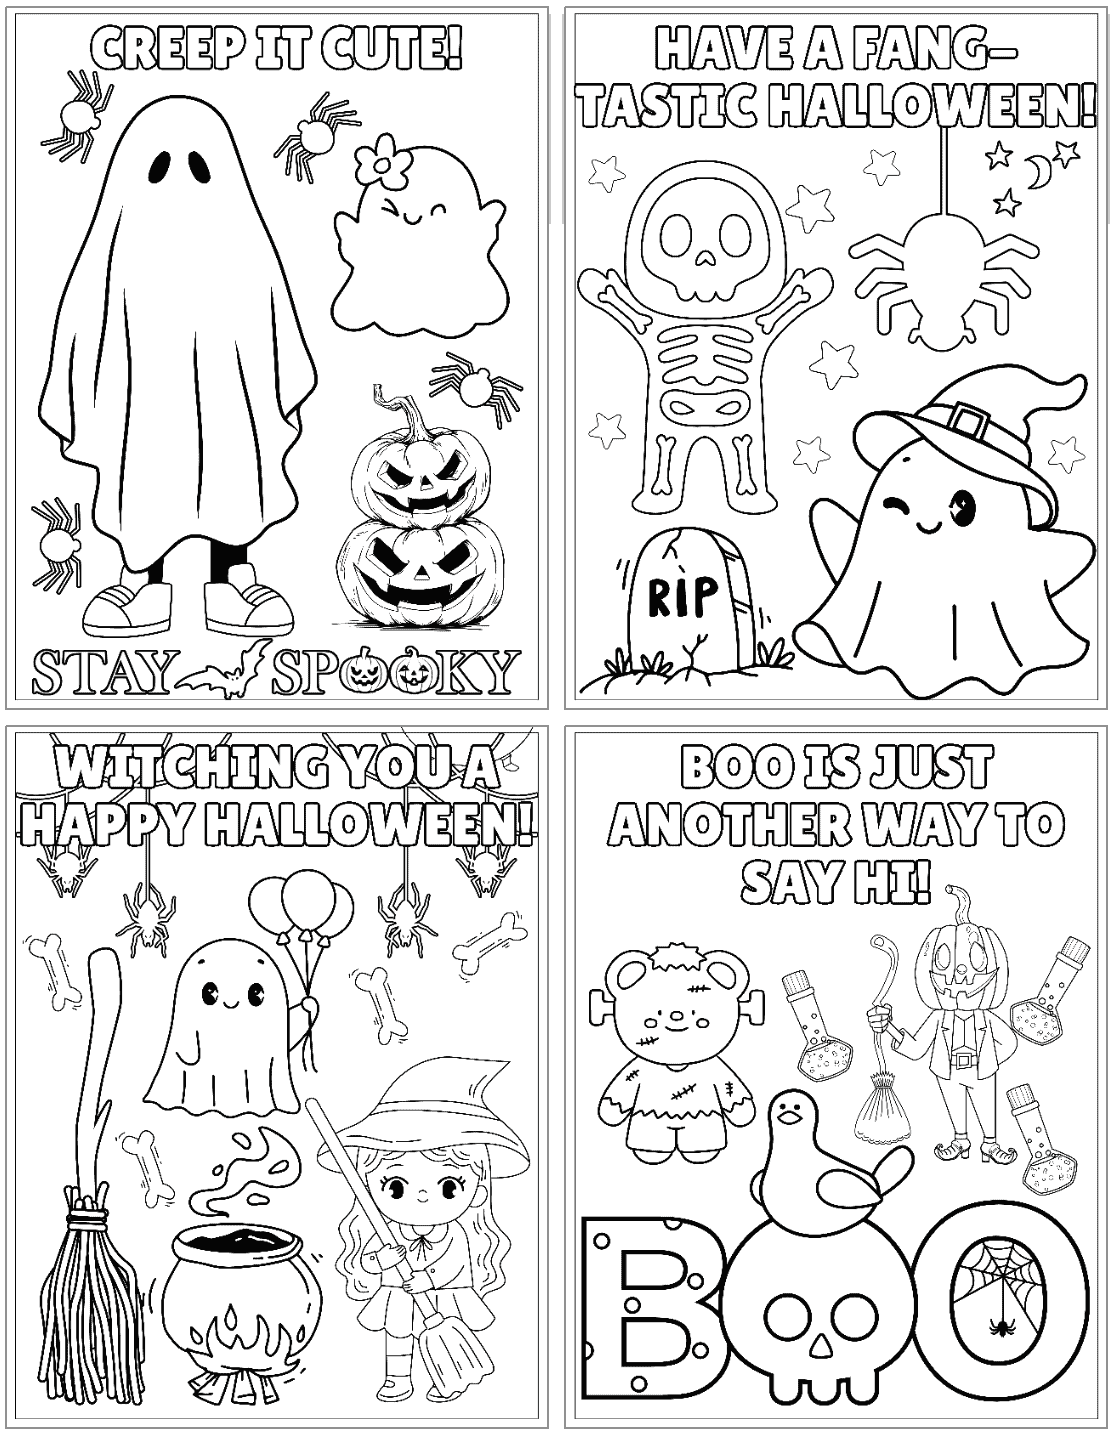 CREEP IT CUTE!
STAY SPOOKY
HAVE A FANG-
TASTIC HALLOWEEN!
RIP
WITCHING YOU A
HAPPY HALLOWEEN!
BOO IS JUST
ANOTHER WAY TO
SAY HI!
BOO